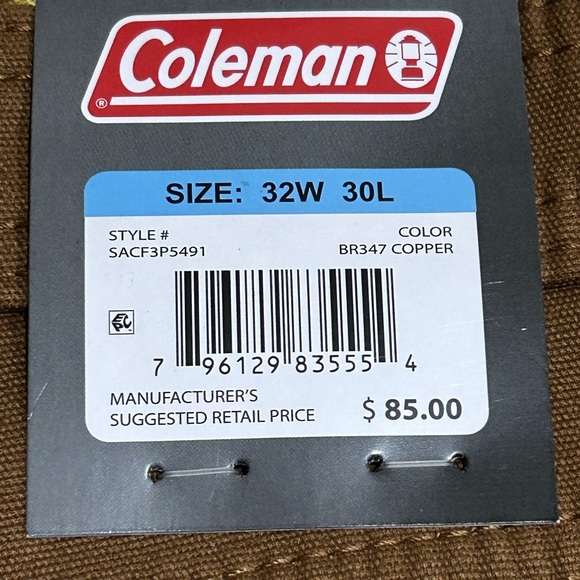 Coleman
®
SIZE: 32W 30L
STYLE # COLOR
SACF3P5491 BR347 COPPER
EPC
7 96129 83555 4
MANUFACTURER'S
SUGGESTED RETAIL PRICE $ 85.00